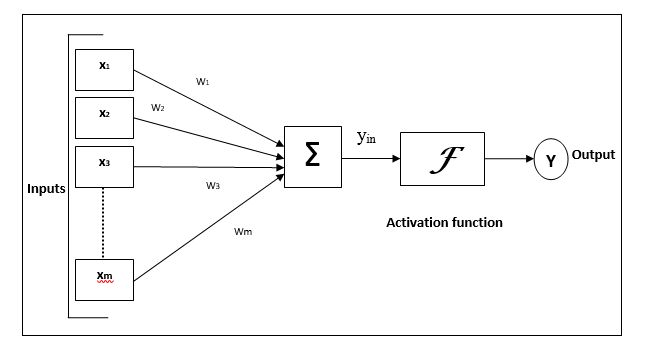 x1
W1
x2
W2
x3
W3
Inputs
Wm
xm
Σ
yin
ℱ
Activation function
Y
Output